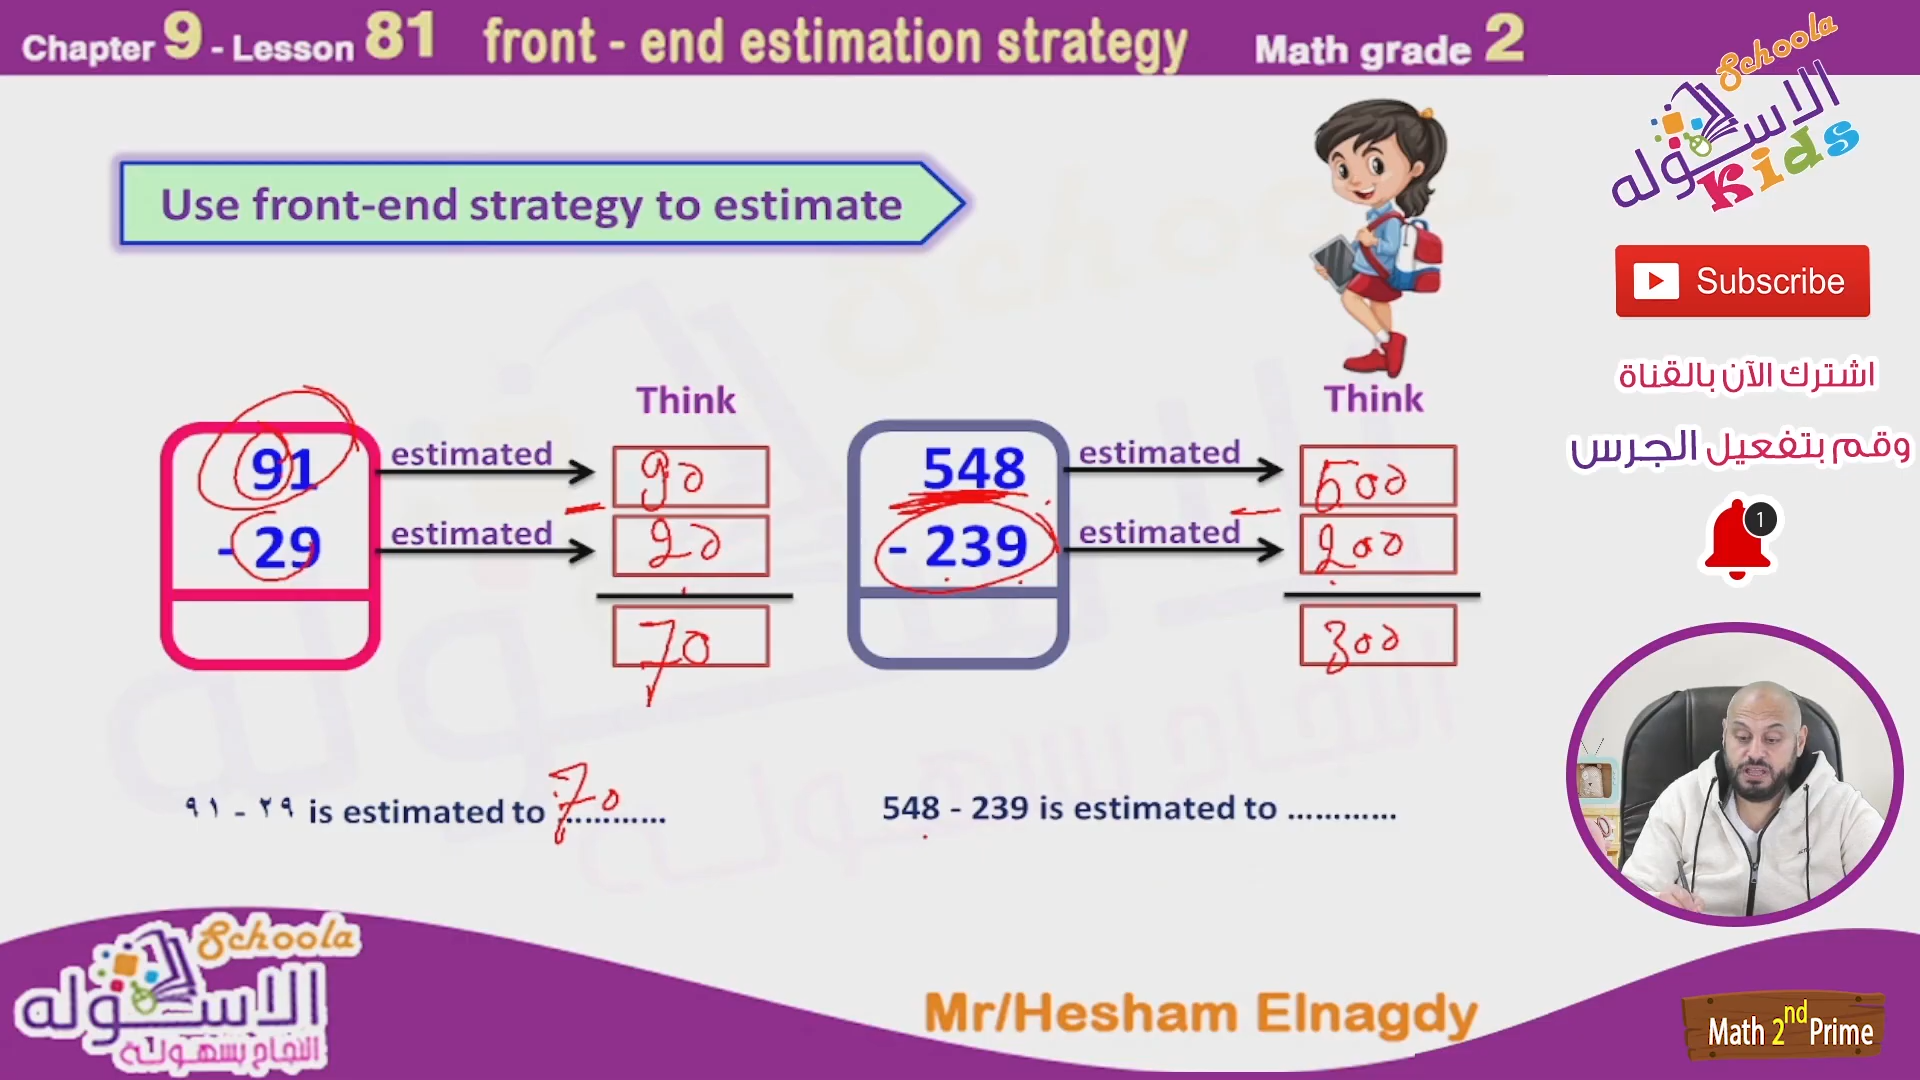 Chapter 9 - Lesson 81 front - end estimation strategy Math grade 2
Schoola
الاسهوله
Kids
Use front-end strategy to estimate
Subscribe
اشترك الآن بالقناة
وقم بتفعيل الجرس
1
Think
Think
91 estimated 90
- 29 estimated - 20
70
548 estimated 500
- 239 estimated - 200
300
٩١ - ٢٩ is estimated to 70 ............
548 - 239 is estimated to ............
Schoola
الاسهوله
النجاح بسهولة
Mr/Hesham Elnagdy
Math 2nd Prime